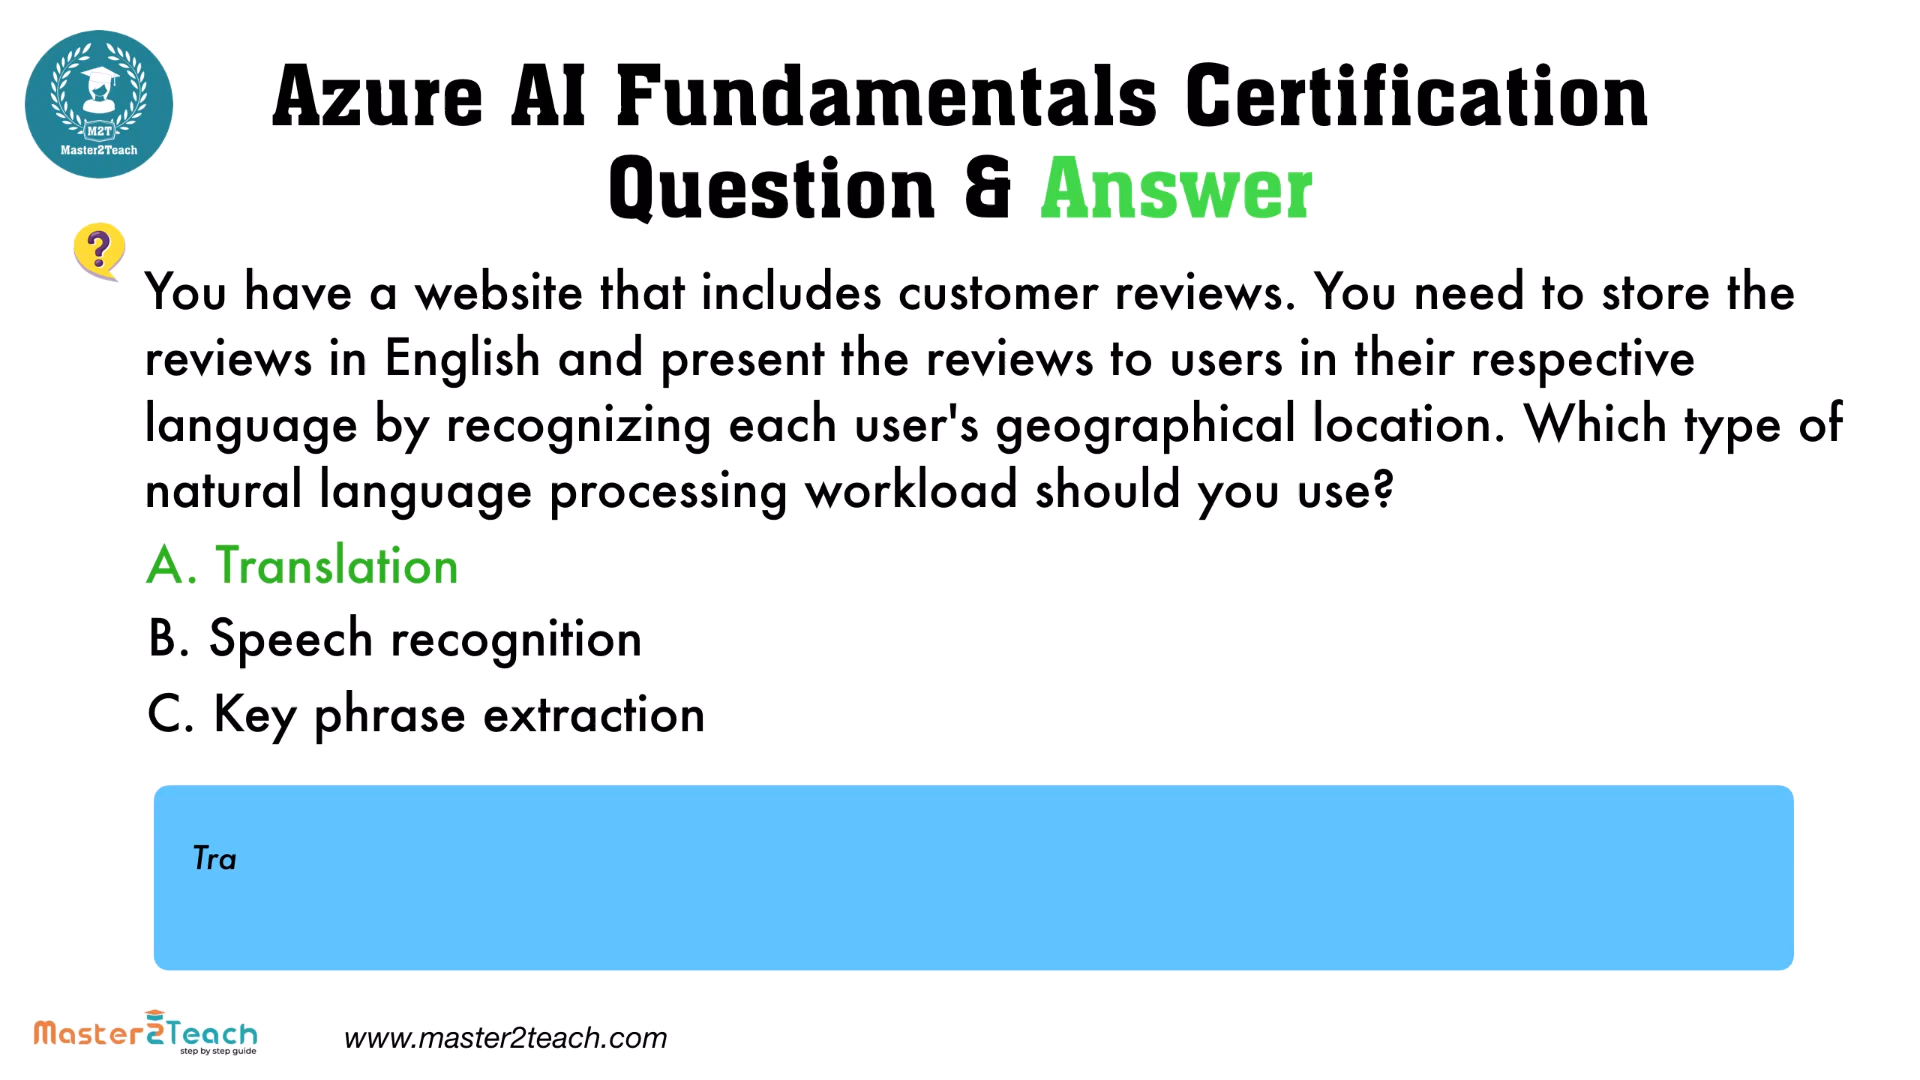 M2T
Master2Teach
Azure AI Fundamentals Certification
Question & Answer
?
You have a website that includes customer reviews. You need to store the
reviews in English and present the reviews to users in their respective
language by recognizing each user's geographical location. Which type of
natural language processing workload should you use?
A. Translation
B. Speech recognition
C. Key phrase extraction
Tra
Master2Teach
step by step guide
www.master2teach.com